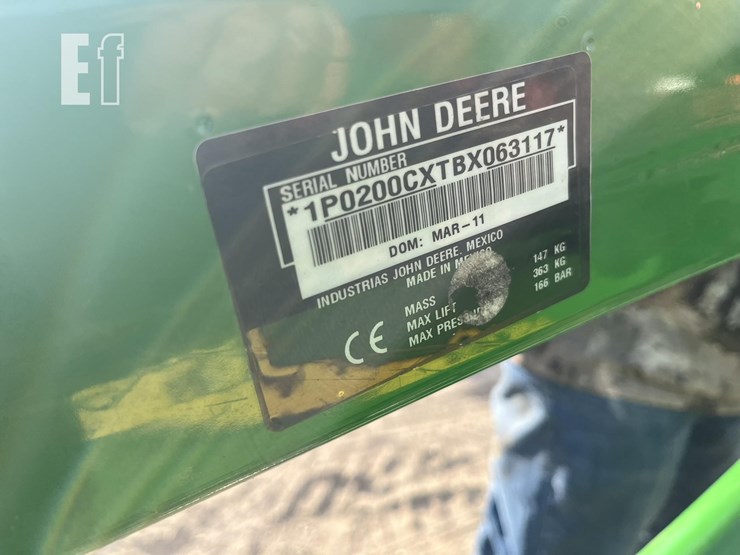 Ef
JOHN DEERE
SERIAL NUMBER
*1P0200CXTBX063117*
DOM: MAR-11
INDUSTRIAS JOHN DEERE, MEXICO
MADE IN MEXICO
MASS 147 KG
MAX LIFT 363 KG
MAX PRESSURE 166 BAR
CE